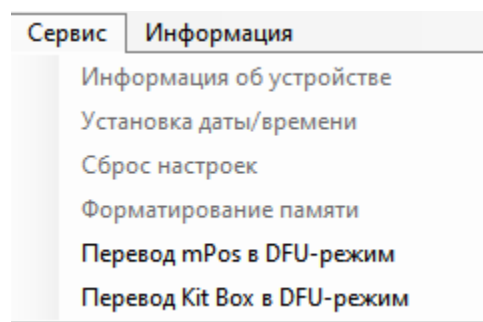 Сервис Информация
Информация об устройстве
Установка даты/времени
Сброс настроек
Форматирование памяти
Перевод mPos в DFU-режим
Перевод Kit Box в DFU-режим